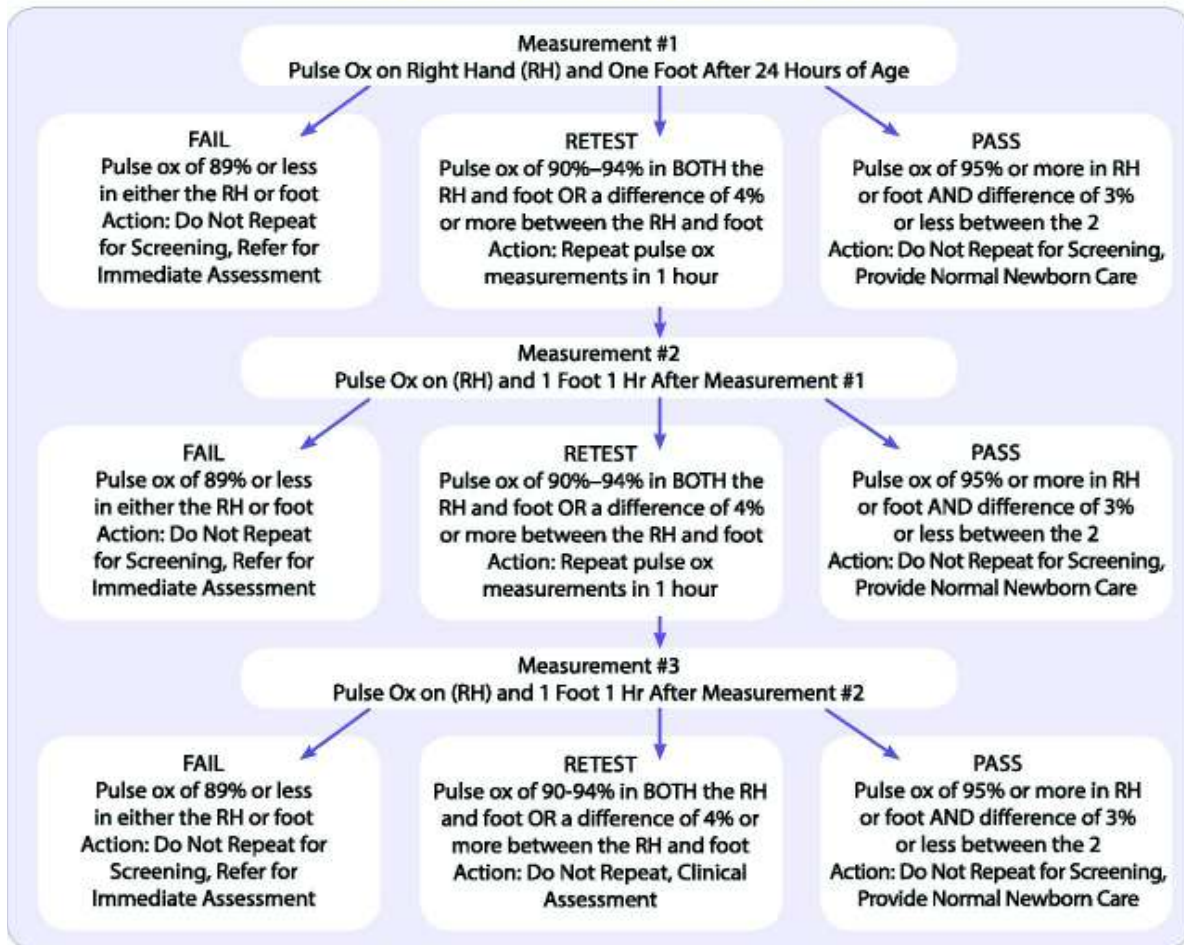 Measurement #1
Pulse Ox on Right Hand (RH) and One Foot After 24 Hours of Age
FAIL
Pulse ox of 89% or less
in either the RH or foot
Action: Do Not Repeat
for Screening, Refer for
Immediate Assessment
RETEST
Pulse ox of 90%–94% in BOTH the
RH and foot OR a difference of 4%
or more between the RH and foot
Action: Repeat pulse ox
measurements in 1 hour
PASS
Pulse ox of 95% or more in RH
or foot AND difference of 3%
or less between the 2
Action: Do Not Repeat for Screening,
Provide Normal Newborn Care
Measurement #2
Pulse Ox on (RH) and 1 Foot 1 Hr After Measurement #1
FAIL
Pulse ox of 89% or less
in either the RH or foot
Action: Do Not Repeat
for Screening, Refer for
Immediate Assessment
RETEST
Pulse ox of 90%–94% in BOTH the
RH and foot OR a difference of 4%
or more between the RH and foot
Action: Repeat pulse ox
measurements in 1 hour
PASS
Pulse ox of 95% or more in RH
or foot AND difference of 3%
or less between the 2
Action: Do Not Repeat for Screening,
Provide Normal Newborn Care
Measurement #3
Pulse Ox on (RH) and 1 Foot 1 Hr After Measurement #2
FAIL
Pulse ox of 89% or less
in either the RH or foot
Action: Do Not Repeat for
Screening, Refer for
Immediate Assessment
RETEST
Pulse ox of 90-94% in BOTH the RH
and foot OR a difference of 4% or
more between the RH and foot
Action: Do Not Repeat, Clinical
Assessment
PASS
Pulse ox of 95% or more in RH
or foot AND difference of 3%
or less between the 2
Action: Do Not Repeat for Screening,
Provide Normal Newborn Care